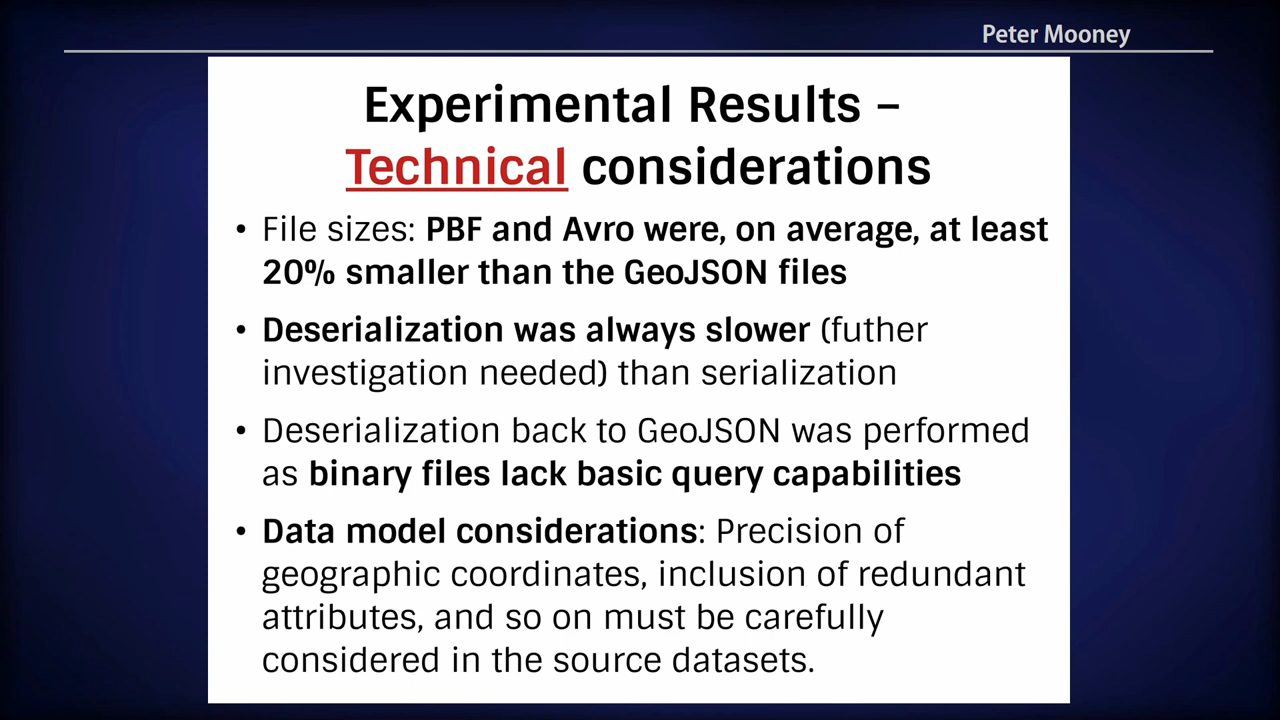 Peter Mooney
Experimental Results –
Technical considerations
• File sizes: PBF and Avro were, on average, at least
20% smaller than the GeoJSON files
• Deserialization was always slower (futher
investigation needed) than serialization
• Deserialization back to GeoJSON was performed
as binary files lack basic query capabilities
• Data model considerations: Precision of
geographic coordinates, inclusion of redundant
attributes, and so on must be carefully
considered in the source datasets.